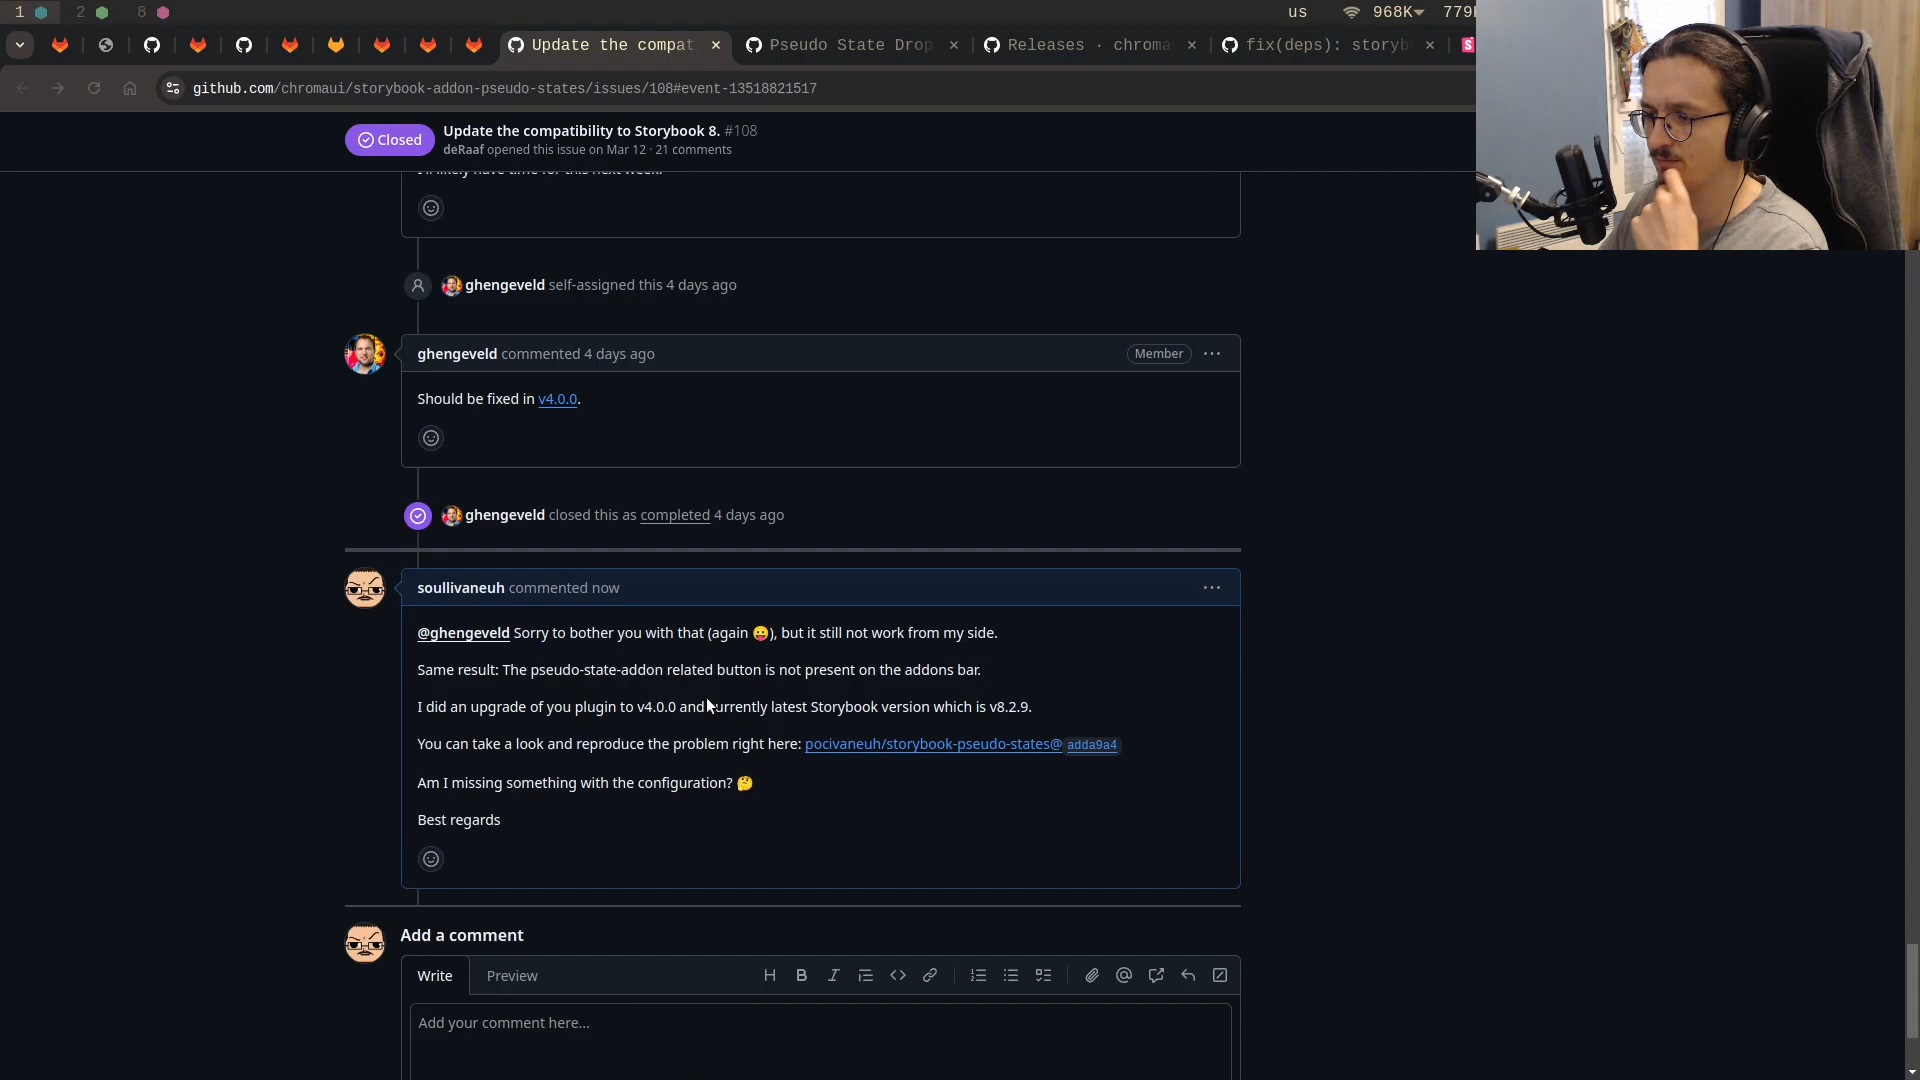 1 2 8 us 968K 779
Update the compat × Pseudo State Drop × Releases · chroma × fix(deps): storyb × S
github.com/chromaui/storybook-addon-pseudo-states/issues/108#event-13518821517
Closed
Update the compatibility to Storybook 8. #108
deRaaf opened this issue on Mar 12 · 21 comments
I'll likely have time for this next week.
ghengeveld self-assigned this 4 days ago
ghengeveld commented 4 days ago Member ···
Should be fixed in v4.0.0.
ghengeveld closed this as completed 4 days ago
soullivaneuh commented now ···
@ghengeveld Sorry to bother you with that (again 😛), but it still not work from my side.
Same result: The pseudo-state-addon related button is not present on the addons bar.
I did an upgrade of you plugin to v4.0.0 and currently latest Storybook version which is v8.2.9.
You can take a look and reproduce the problem right here: pocivaneuh/storybook-pseudo-states@adda9a4
Am I missing something with the configuration? 🤔
Best regards
Add a comment
Write Preview H B I
Add your comment here...